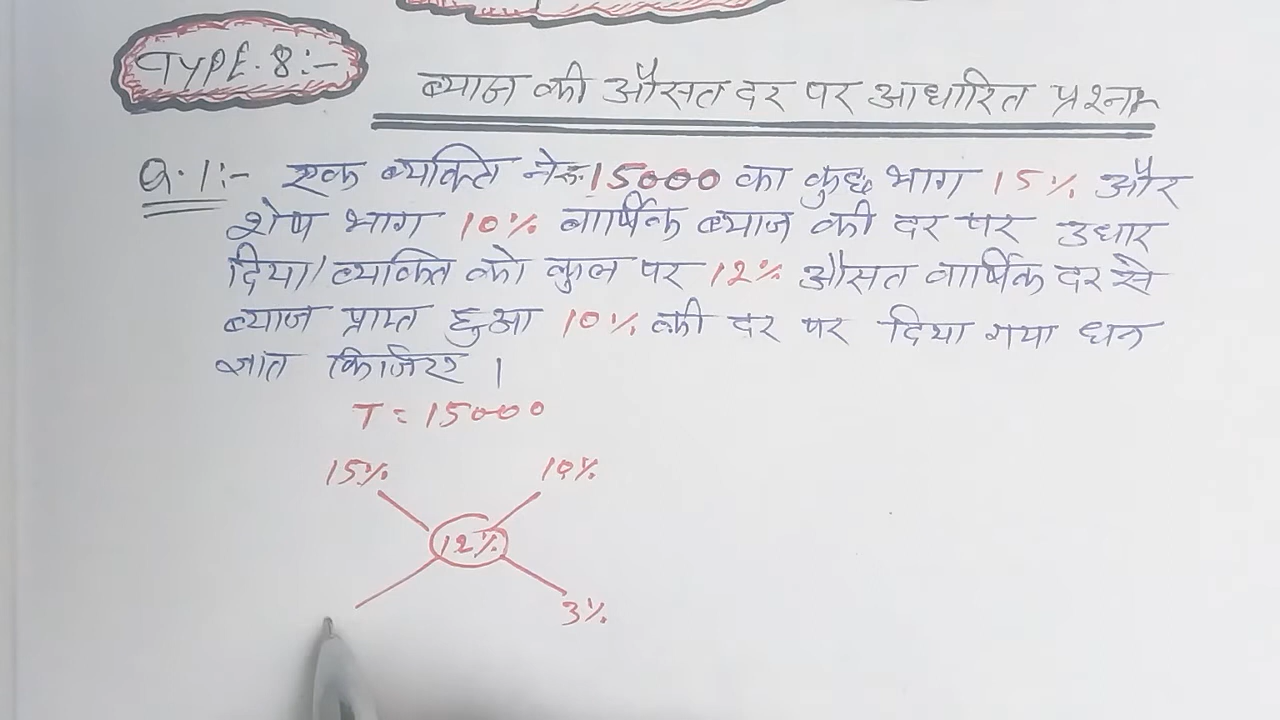 TYPE.8:-
ब्याज की औसत दर पर आधारित प्रश्न
Q.1:- एक व्यक्ति ने रु.15000 का कुछ भाग 15% और
शेष भाग 10% वार्षिक ब्याज की दर पर उधार
दिया। व्यक्ति को कुल पर 12% औसत वार्षिक दर से
ब्याज प्राप्त हुआ 10% की दर पर दिया गया धन
ज्ञात किजिए।
T = 15000
15% 10%
12%
3%